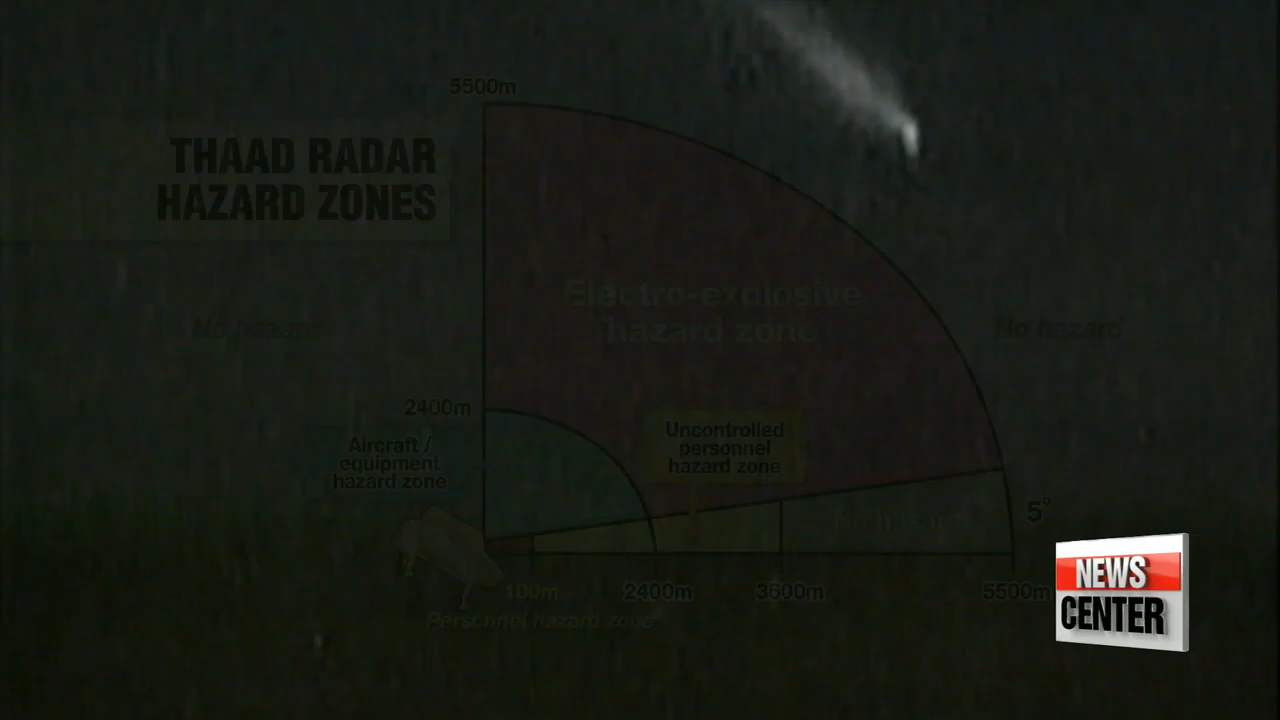 5500m
THAAD RADAR
HAZARD ZONES
Electro-explosive
hazard zone
No hazard
No hazard
2400m
Aircraft /
equipment
hazard zone
Uncontrolled
personnel
hazard zone
5°
100m
2400m
3600m
5500m
Personnel hazard zone
NEWS
CENTER